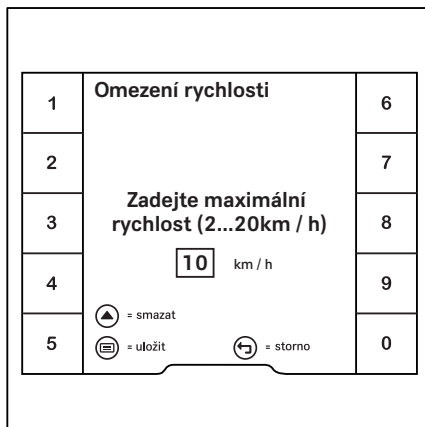 Omezení rychlosti
1
2
3
4
5
Zadejte maximální
rychlost (2...20km / h)
10 km / h
= smazat
= uložit
= storno
6
7
8
9
0